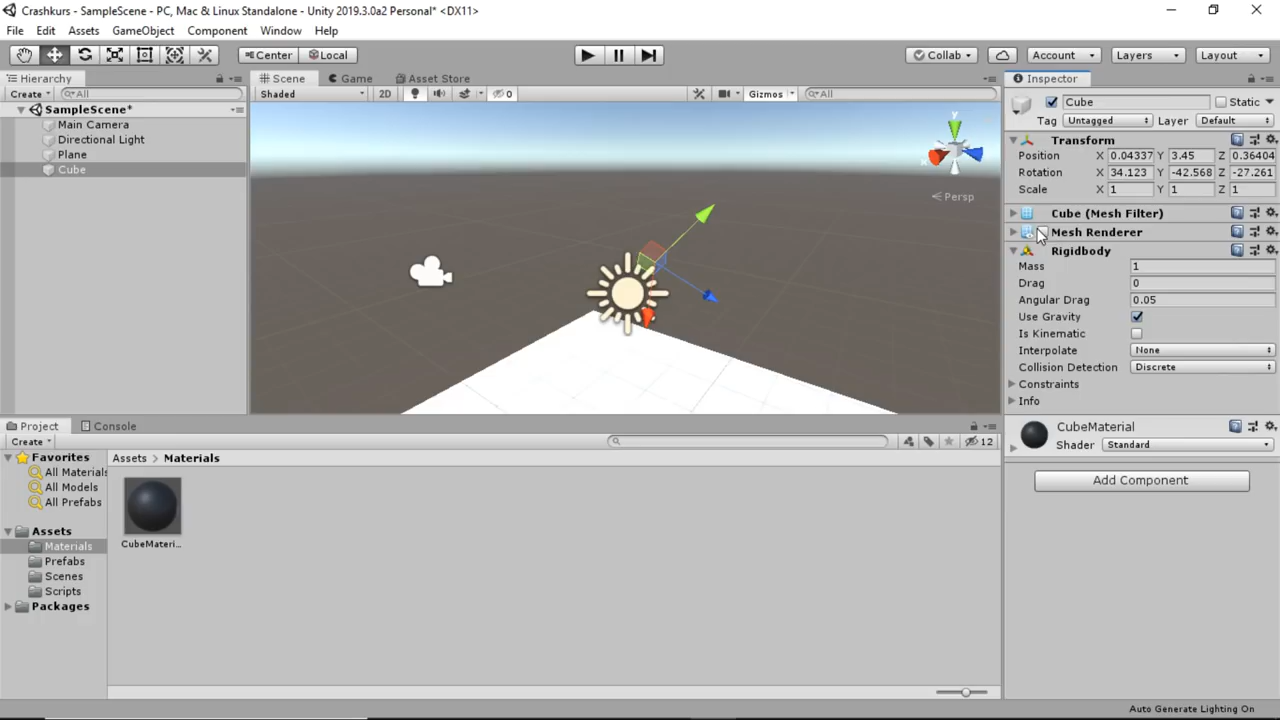 Crashkurs - SampleScene - PC, Mac & Linux Standalone - Unity 2019.3.0a2 Personal* <DX11>
File Edit Assets GameObject Component Window Help
Center Local Collab Account Layers Layout
Hierarchy Scene Game Asset Store Inspector
Create All Shaded 2D 0 Gizmos All
Cube Static
SampleScene*
Tag Untagged Layer Default
Main Camera
Directional Light
Plane
Cube
Transform
Position X 0.04337 Y 3.45 Z 0.36404
Rotation X 34.123 Y -42.568 Z -27.261
Scale X 1 Y 1 Z 1
y
x
Persp
Cube (Mesh Filter)
Mesh Renderer
Rigidbody
Mass 1
Drag 0
Angular Drag 0.05
Use Gravity
Is Kinematic
Interpolate None
Collision Detection Discrete
Constraints
Info
CubeMaterial
Shader Standard
Add Component
Project Console
Create 12
Favorites
All Materials
All Models
All Prefabs
Assets
Materials
Prefabs
Scenes
Scripts
Packages
Assets > Materials
CubeMateri...
Auto Generate Lighting On